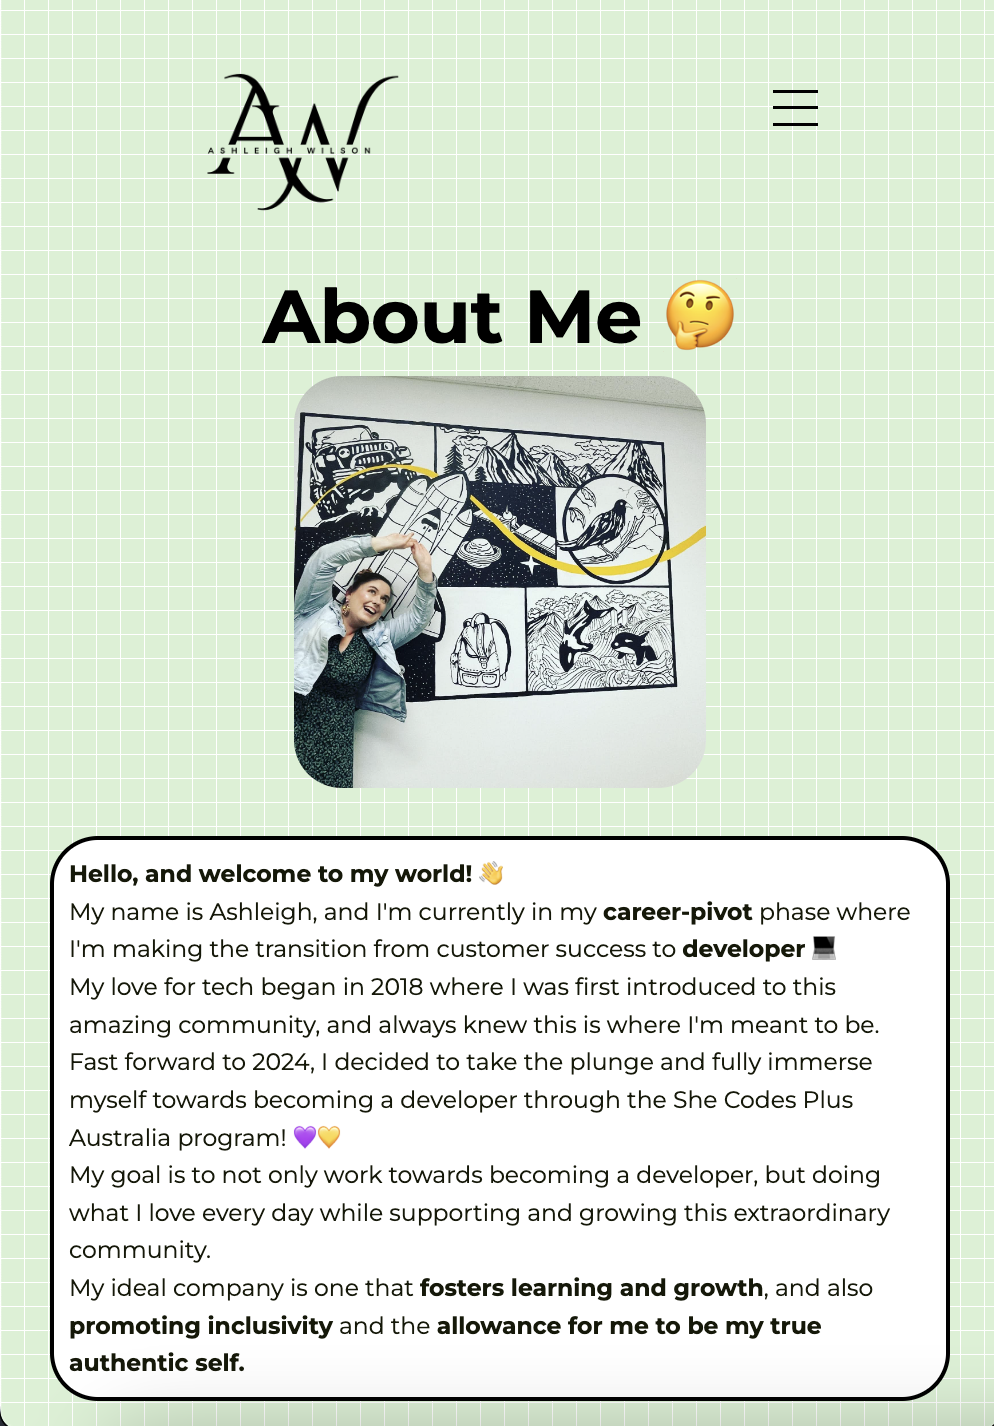 AW
ASHLEIGH WILSON
About Me 🤔
Hello, and welcome to my world! 👋
My name is Ashleigh, and I'm currently in my career-pivot phase where
I'm making the transition from customer success to developer 💻
My love for tech began in 2018 where I was first introduced to this
amazing community, and always knew this is where I'm meant to be.
Fast forward to 2024, I decided to take the plunge and fully immerse
myself towards becoming a developer through the She Codes Plus
Australia program! 💜💛
My goal is to not only work towards becoming a developer, but doing
what I love every day while supporting and growing this extraordinary
community.
My ideal company is one that fosters learning and growth, and also
promoting inclusivity and the allowance for me to be my true
authentic self.